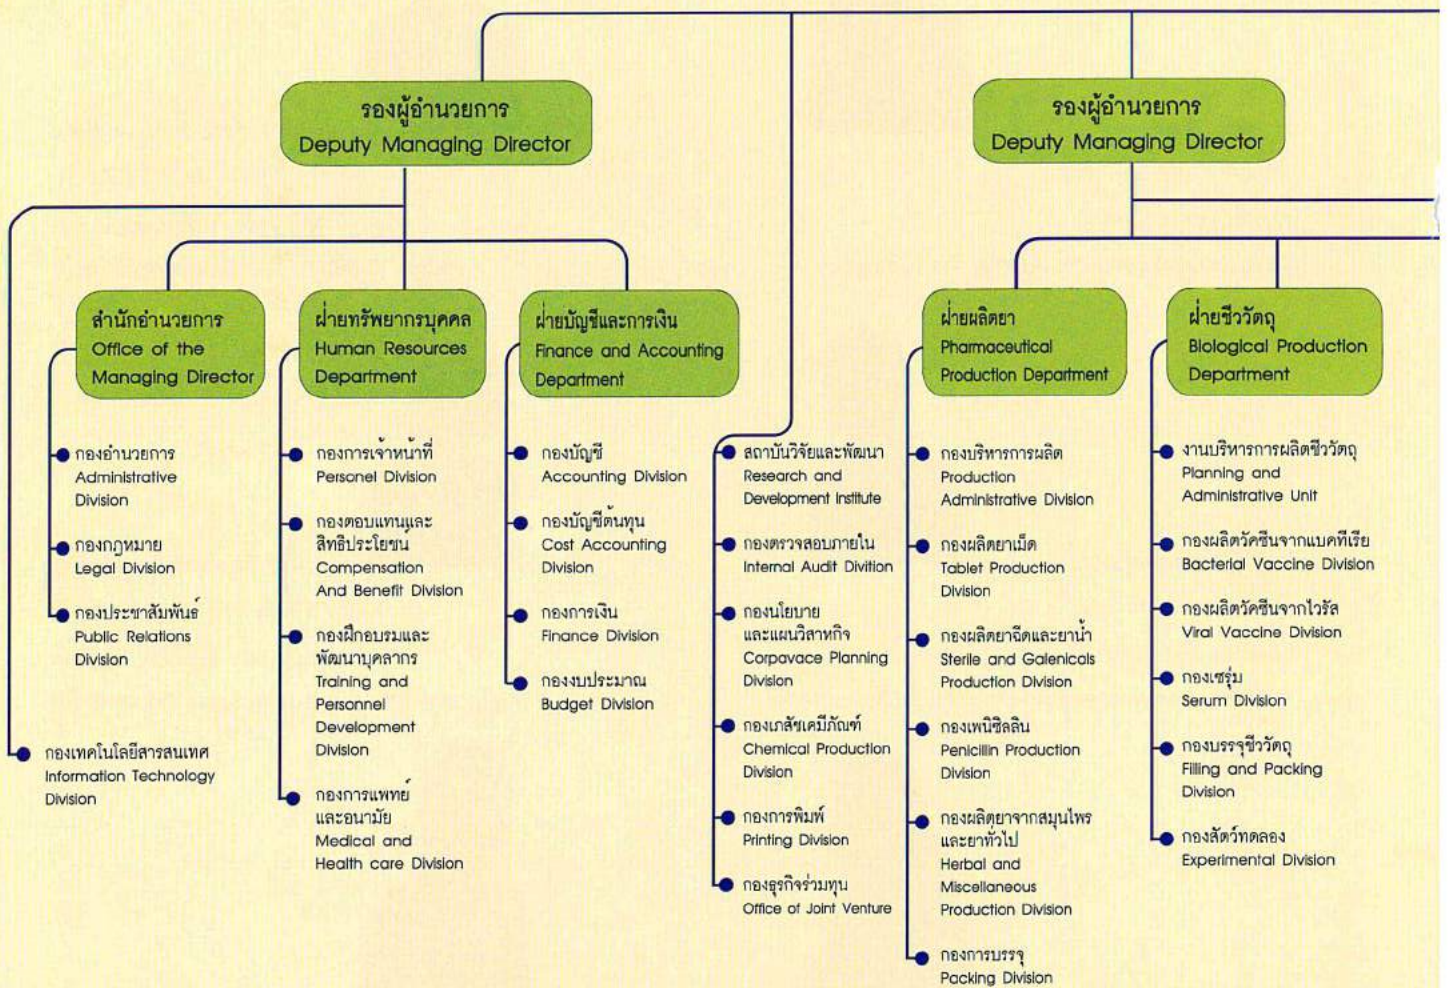 รองผู้อำนวยการ
Deputy Managing Director
รองผู้อำนวยการ
Deputy Managing Director
สำนักอำนวยการ
Office of the
Managing Director
ฝ่ายทรัพยากรบุคคล
Human Resources
Department
ฝ่ายบัญชีและการเงิน
Finance and Accounting
Department
ฝ่ายผลิตยา
Pharmaceutical
Production Department
ฝ่ายชีววัตถุ
Biological Production
Department
กองอำนวยการ
Administrative
Division
กองกฎหมาย
Legal Division
กองประชาสัมพันธ์
Public Relations
Division
กองเทคโนโลยีสารสนเทศ
Information Technology
Division
กองการเจ้าหน้าที่
Personel Division
กองตอบแทนและ
สิทธิประโยชน์
Compensation
And Benefit Division
กองฝึกอบรมและ
พัฒนาบุคลากร
Training and
Personnel
Development
Division
กองการแพทย์
และอนามัย
Medical and
Health care Division
กองบัญชี
Accounting Division
กองบัญชีต้นทุน
Cost Accounting
Division
กองการเงิน
Finance Division
กองงบประมาณ
Budget Division
สถาบันวิจัยและพัฒนา
Research and
Development Institute
กองตรวจสอบภายใน
Internal Audit Divition
กองนโยบาย
และแผนวิสาหกิจ
Corpavace Planning
Division
กองเภสัชเคมีภัณฑ์
Chemical Production
Division
กองการพิมพ์
Printing Division
กองธุรกิจร่วมทุน
Office of Joint Venture
กองบริหารการผลิต
Production
Administrative Division
กองผลิตยาเม็ด
Tablet Production
Division
กองผลิตยาฉีดและยาน้ำ
Sterile and Galenicals
Production Division
กองเพนิซิลลิน
Penicillin Production
Division
กองผลิตยาจากสมุนไพร
และยาทั่วไป
Herbal and
Miscellaneous
Production Division
กองการบรรจุ
Packing Division
งานบริหารการผลิตชีววัตถุ
Planning and
Administrative Unit
กองผลิตวัคซีนจากแบคทีเรีย
Bacterial Vaccine Division
กองผลิตวัคซีนจากไวรัส
Viral Vaccine Division
กองเซรุ่ม
Serum Division
กองบรรจุชีววัตถุ
Filling and Packing
Division
กองสัตว์ทดลอง
Experimental Division